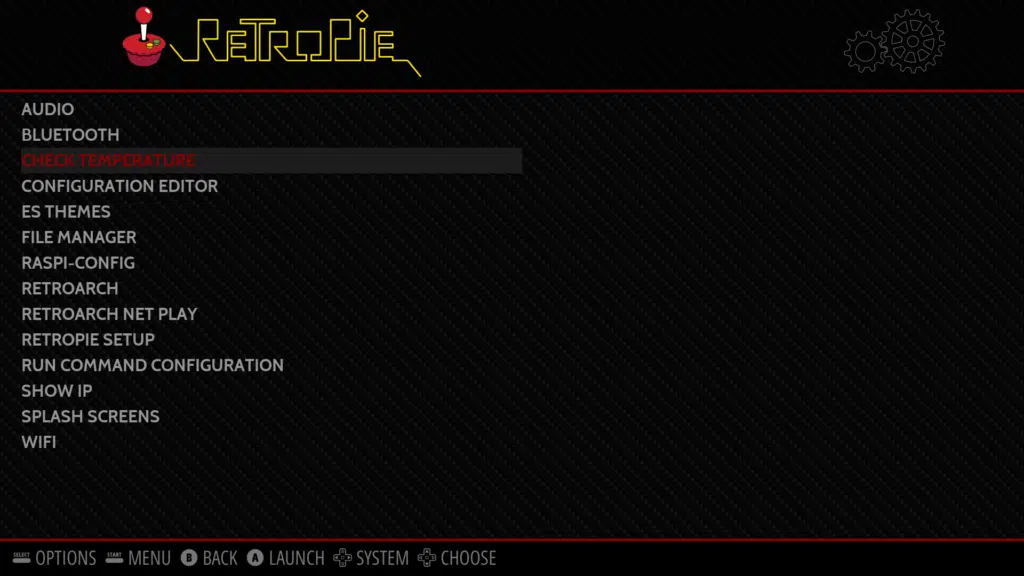 RETROPIE
AUDIO
BLUETOOTH
CHECK TEMPERATURE
CONFIGURATION EDITOR
ES THEMES
FILE MANAGER
RASPI-CONFIG
RETROARCH
RETROARCH NET PLAY
RETROPIE SETUP
RUN COMMAND CONFIGURATION
SHOW IP
SPLASH SCREENS
WIFI
SELECT OPTIONS START MENU B BACK A LAUNCH SYSTEM CHOOSE